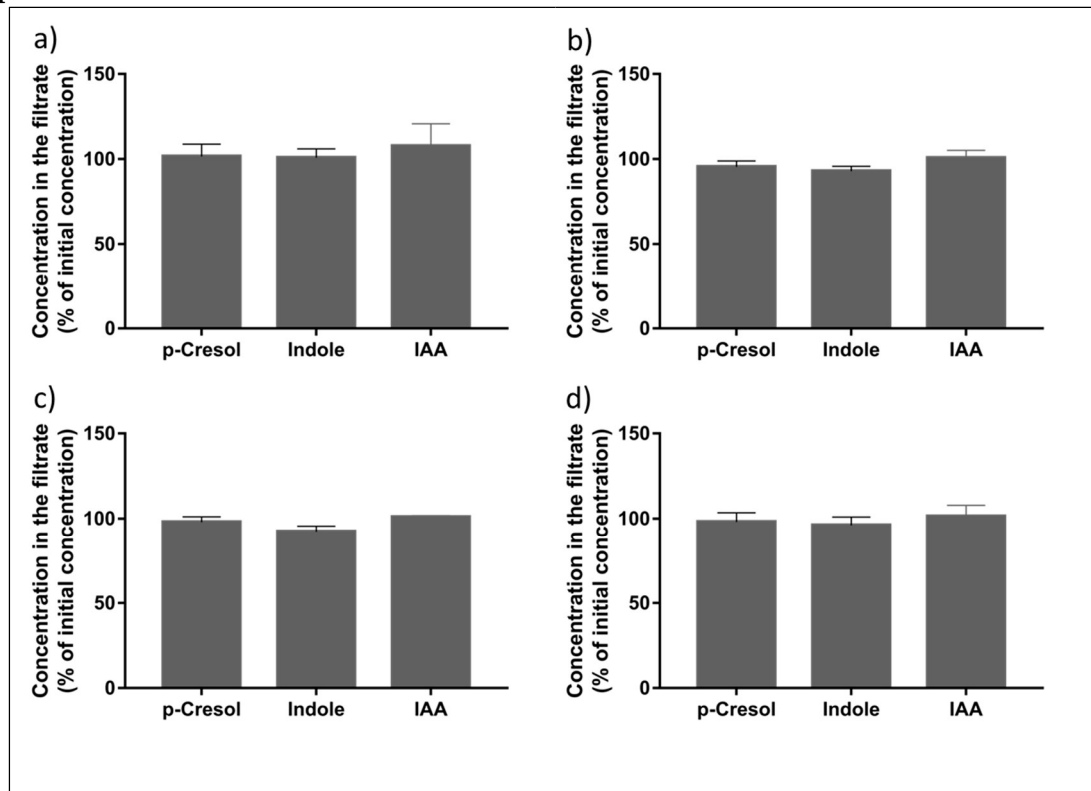 a)
Concentration in the filtrate
(% of initial concentration)
150
100
50
0
p-Cresol Indole IAA
b)
Concentration in the filtrate
(% of initial concentration)
150
100
50
0
p-Cresol Indole IAA
c)
Concentration in the filtrate
(% of initial concentration)
150
100
50
0
p-Cresol Indole IAA
d)
Concentration in the filtrate
(% of initial concentration)
150
100
50
0
p-Cresol Indole IAA